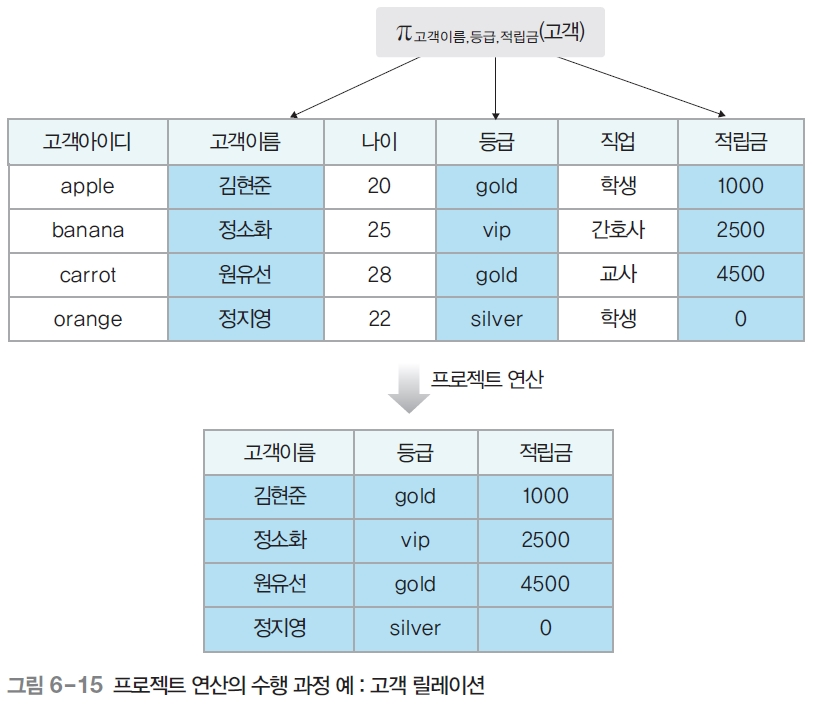 π고객이름,등급,적립금(고객)
고객아이디 고객이름 나이 등급 직업 적립금
apple 김현준 20 gold 학생 1000
banana 정소화 25 vip 간호사 2500
carrot 원유선 28 gold 교사 4500
orange 정지영 22 silver 학생 0
프로젝트 연산
고객이름 등급 적립금
김현준 gold 1000
정소화 vip 2500
원유선 gold 4500
정지영 silver 0
그림 6-15 프로젝트 연산의 수행 과정 예 : 고객 릴레이션